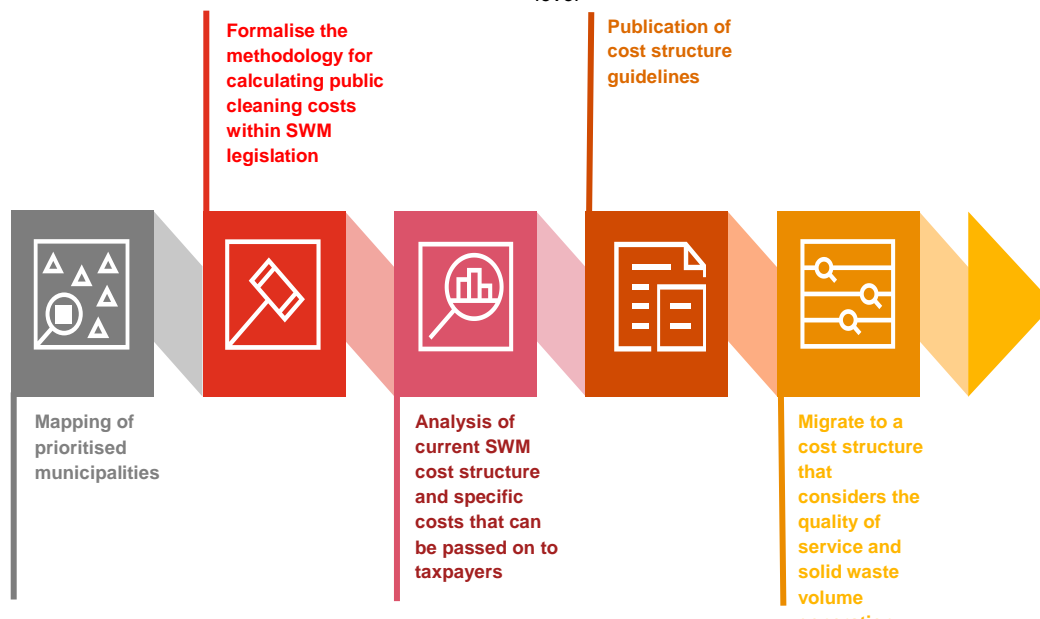 Formalise the
methodology for
calculating public
cleaning costs
within SWM
legislation
Publication of
cost structure
guidelines
Mapping of
prioritised
municipalities
Analysis of
current SWM
cost structure
and specific
costs that can
be passed on to
taxpayers
Migrate to a
cost structure
that
considers the
quality of
service and
solid waste
volume